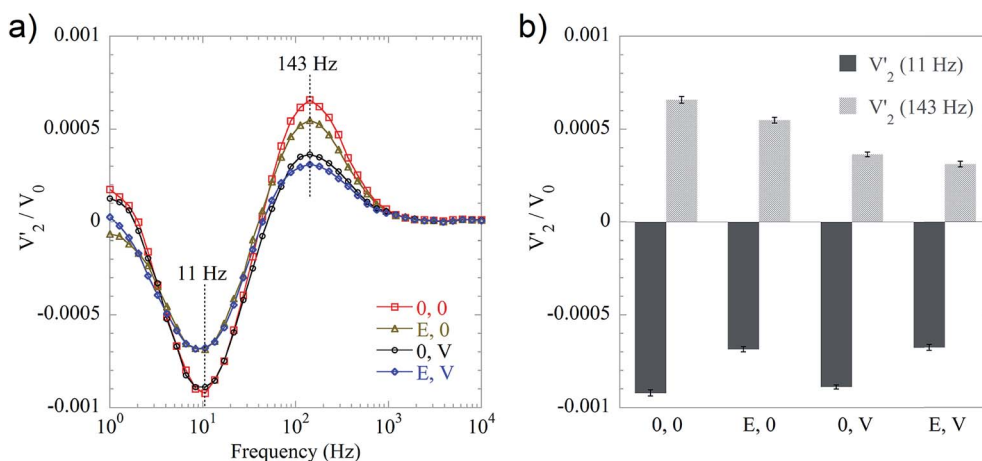 a)
0.001
0.0005
0
-0.0005
-0.001
V'2 / V0
143 Hz
11 Hz
0, 0
E, 0
0, V
E, V
10^0
10^1
10^2
10^3
10^4
Frequency (Hz)
b)
0.001
0.0005
0
-0.0005
-0.001
V'2 / V0
V'2 (11 Hz)
V'2 (143 Hz)
0, 0
E, 0
0, V
E, V